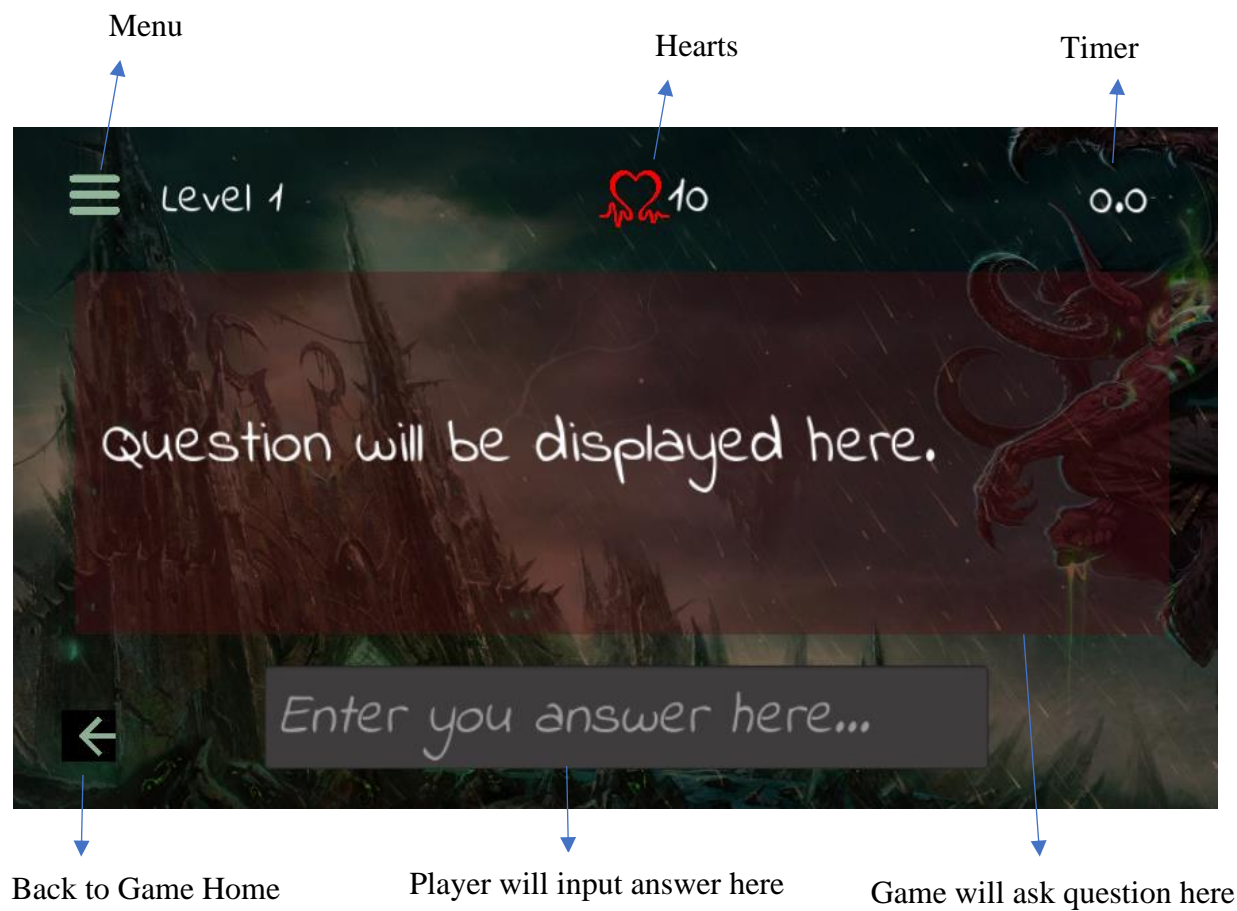 Menu
Hearts
Timer
Level 1
10
0.0
Question will be displayed here.
Enter you answer here...
Back to Game Home
Player will input answer here
Game will ask question here